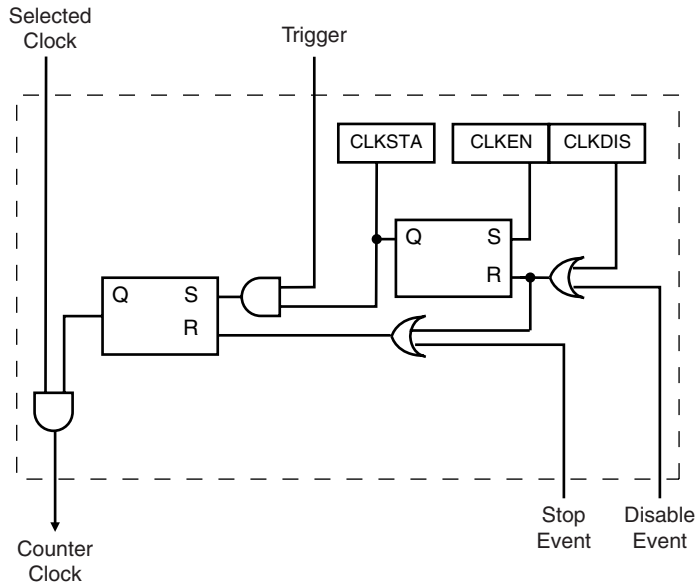 Selected
Clock
Trigger
CLKSTA
CLKEN
CLKDIS
Q
S
R
Q
S
R
Stop
Event
Disable
Event
Counter
Clock